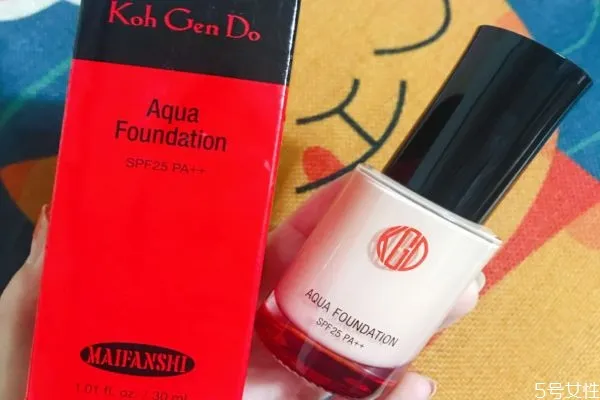 Koh Gen Do
Aqua
Foundation
SPF25 PA++
MAIFANSHI
1.01 fl. oz. 30 ml
KGD
AQUA FOUNDATION
SPF25 PA++
5号女性